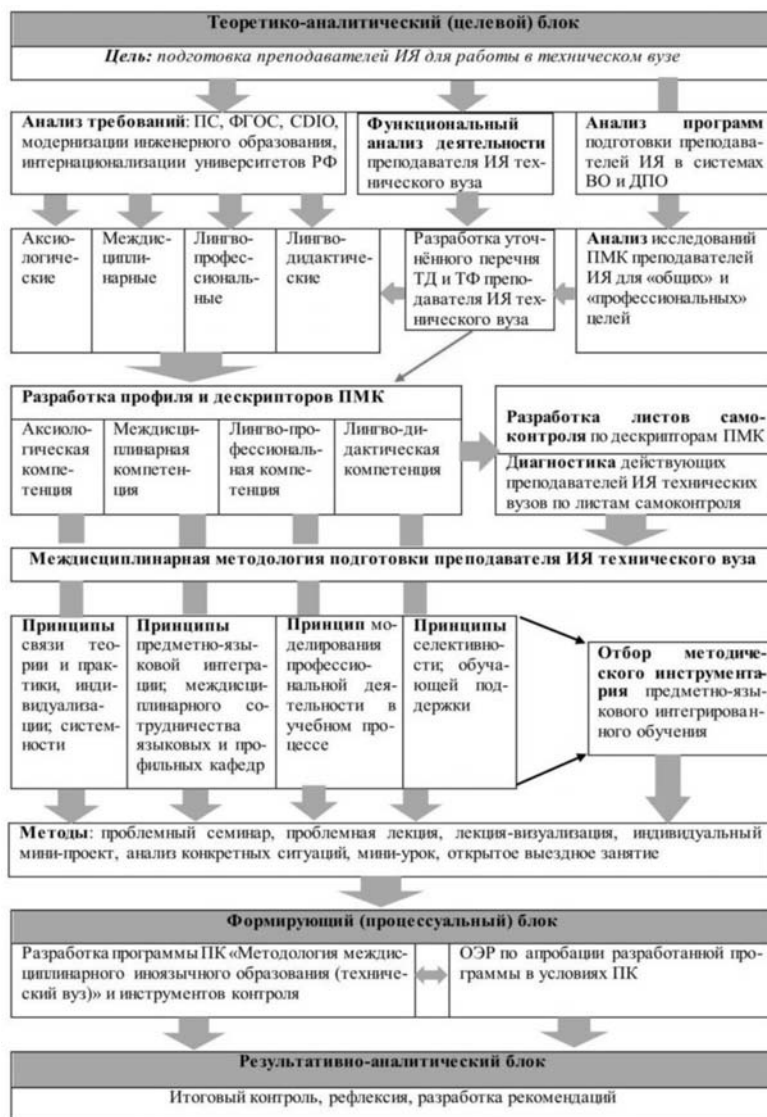 Теоретико-аналитический (целевой) блок
Цель: подготовка преподавателей ИЯ для работы в техническом вузе
Анализ требований: ПС, ФГОС, CDIO,
модернизации инженерного образования,
интернационализации университетов РФ
Функциональный
анализ деятельности
преподавателя ИЯ тех-
нического вуза
Анализ программ
подготовки преподава-
телей ИЯ в системах
ВО и ДПО
Аксио-
логические
Междис-
ципли-
нарные
Лингво-
професс-
иональ-
ные
Лингво-
дидактиче-
ские
Разработка уто-
чнённого перечня
ТД и ТФ препо-
давателя ИЯ тех-
нического вуза
Анализ исследований
ПМК преподавателей
ИЯ для «общих» и
«профессиональных»
целей
Разработка профиля и дескрипторов ПМК
Аксиоло-
гическая
компе-
тенция
Междисци-
плинарная
компетен-
ция
Лингво-про-
фессиональ-
ная компе-
тенция
Лингво-ди-
дактическая
компетенция
Разработка листов само-
контроля по дескрипторам ПМК
Диагностика действующих
преподавателей ИЯ технических
вузов по листам самоконтроля
Междисциплинарная методология подготовки преподавателя ИЯ технического вуза
Принципы
связи тео-
рии и прак-
тики, инди-
видуализа-
ции; систем-
ности
Принципы
предметно-язы-
ковой интегра-
ции; междисци-
плинарного со-
трудничества
языковых и про-
фильных кафедр
Принцип мо-
делирования
професcио-
нальной дея-
тельности в
учебном про-
цессе
Принципы
селективно-
сти; обуча-
ющей под-
держки
Отбор методиче-
ского инструмента-
рия предметно-язы-
кового интегрирован-
ного обучения
Методы: проблемный семинар, проблемная лекция, лекция-визуализация, индивидуальный
мини-проект, анализ конкретных ситуаций, мини-урок, открытое выездное занятие
Формирующий (процессуальный) блок
Разработка программы ПК «Методология междис-
циплинарного иноязычного образования (техниче-
ский вуз)» и инструментов контроля
ОЭР по апробации разработанной про-
граммы в условиях ПК
Результативно-аналитический блок
Итоговый контроль, рефлексия, разработка рекомендаций